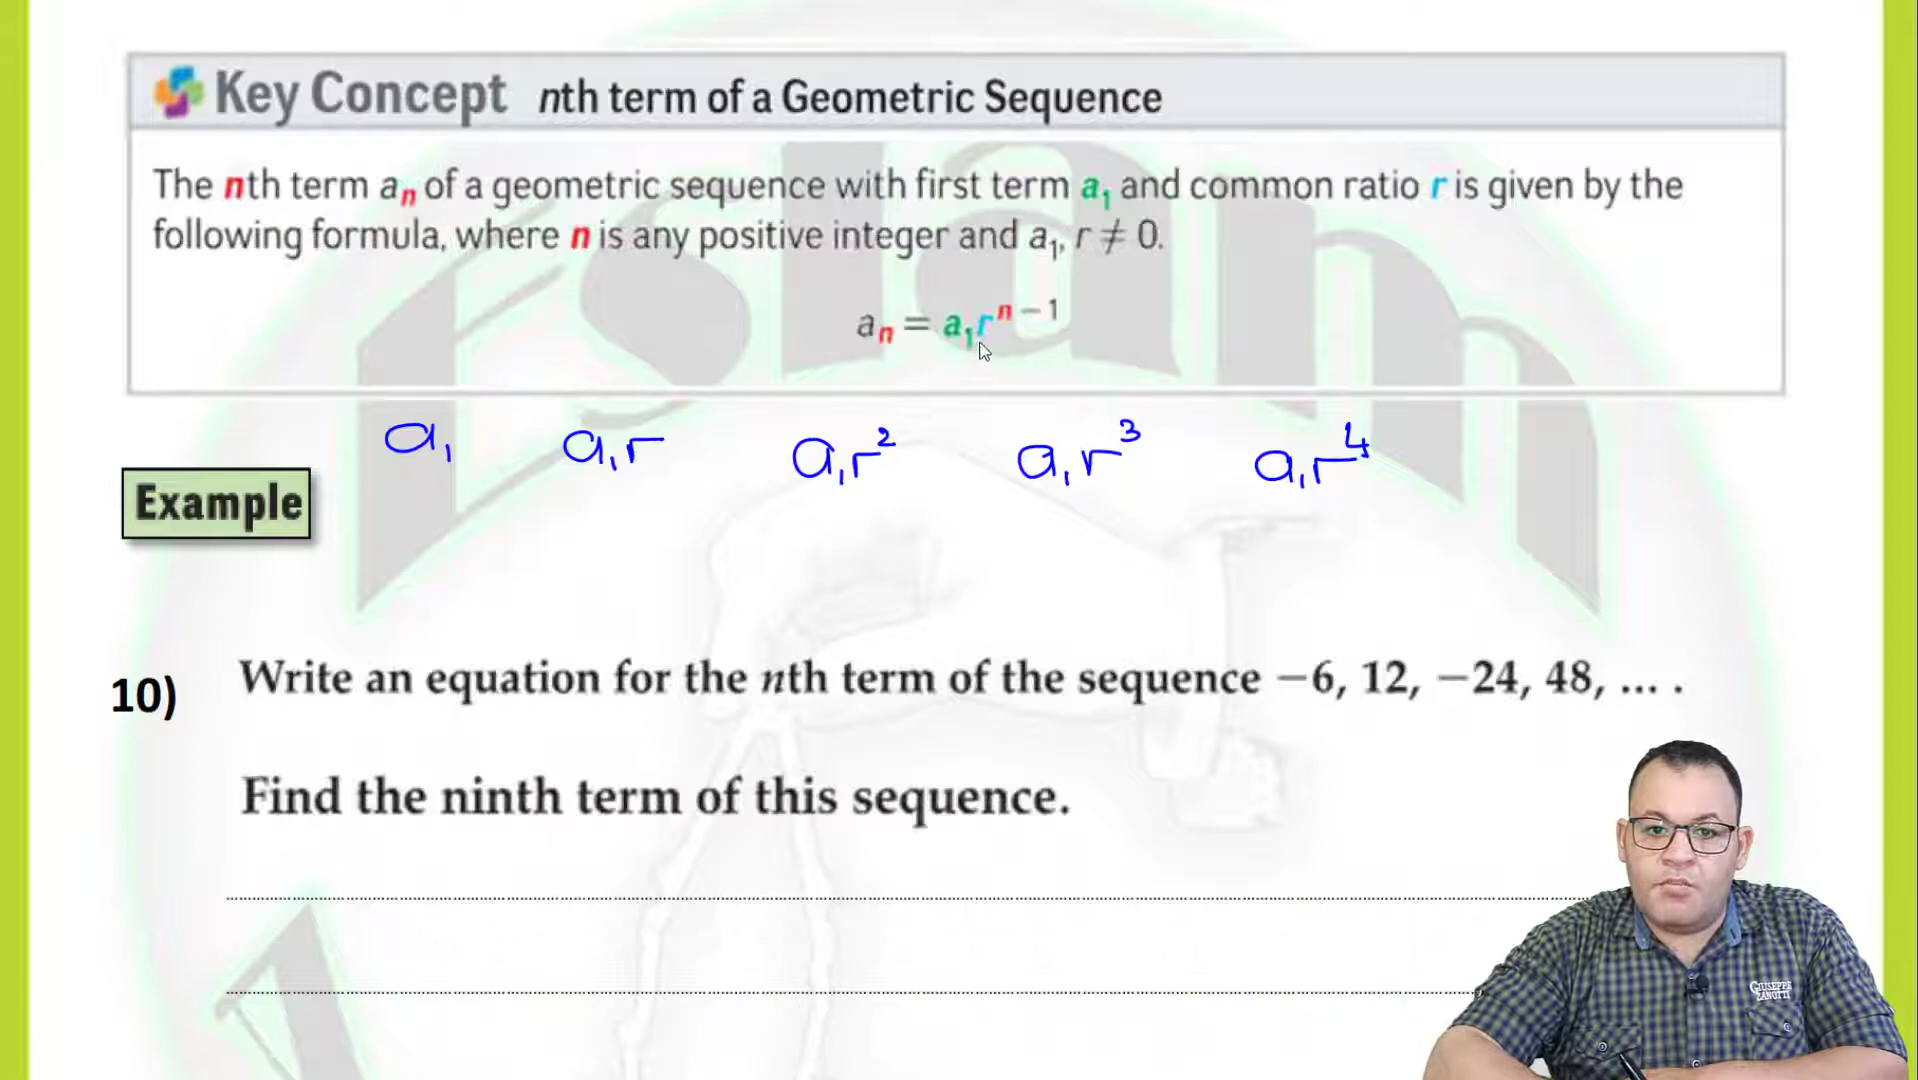 Key Concept nth term of a Geometric Sequence
The nth term aₙ of a geometric sequence with first term a₁ and common ratio r is given by the
following formula, where n is any positive integer and a₁, r ≠ 0.
aₙ = a₁rⁿ⁻¹
a₁ a₁r a₁r² a₁r³ a₁r⁴
Example
10) Write an equation for the nth term of the sequence −6, 12, −24, 48, ... .
Find the ninth term of this sequence.
GIUSEPPE
ZANOTTI